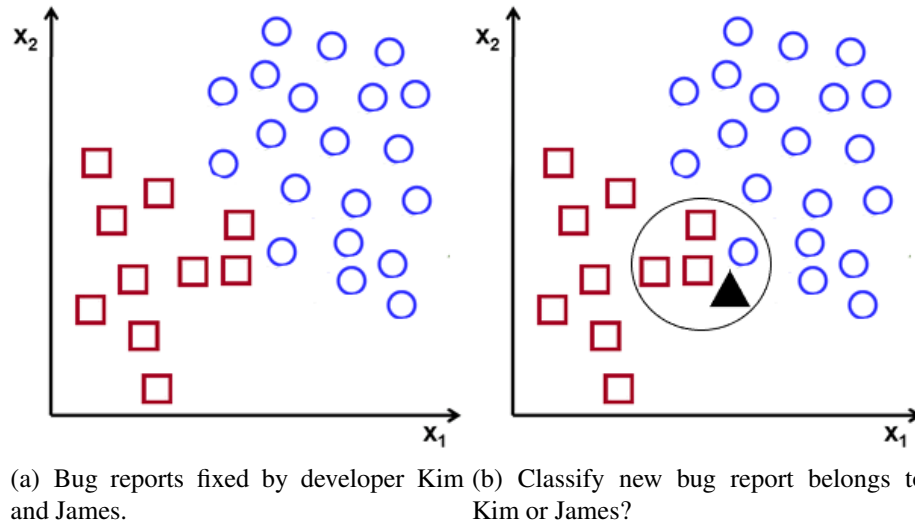 x2
x1
x2
x1
(a) Bug reports fixed by developer Kim
and James.
(b) Classify new bug report belongs to
Kim or James?